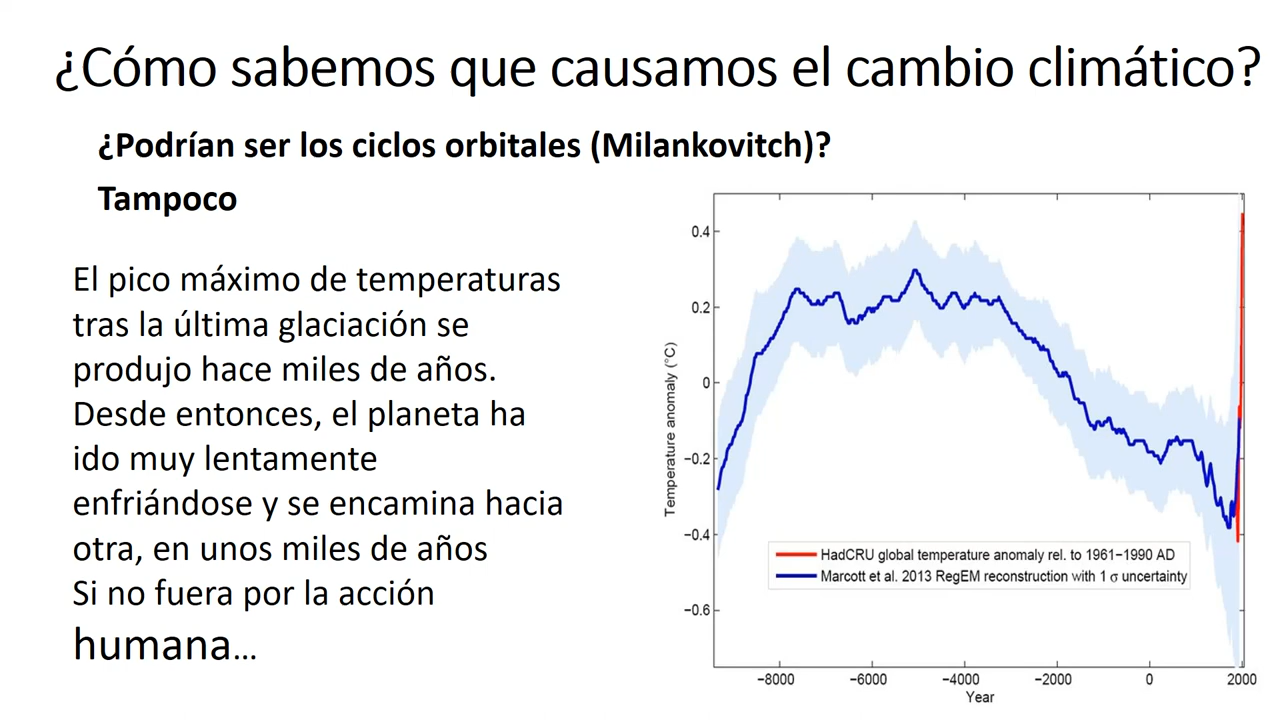 ¿Cómo sabemos que causamos el cambio climático?
¿Podrían ser los ciclos orbitales (Milankovitch)?
Tampoco
El pico máximo de temperaturas
tras la última glaciación se
produjo hace miles de años.
Desde entonces, el planeta ha
ido muy lentamente
enfriándose y se encamina hacia
otra, en unos miles de años
Si no fuera por la acción
humana...
Temperature anomaly (°C)
0.4
0.2
0
−0.2
−0.4
−0.6
HadCRU global temperature anomaly rel. to 1961−1990 AD
Marcott et al. 2013 RegEM reconstruction with 1 σ uncertainty
−8000 −6000 −4000 −2000 0 2000
Year